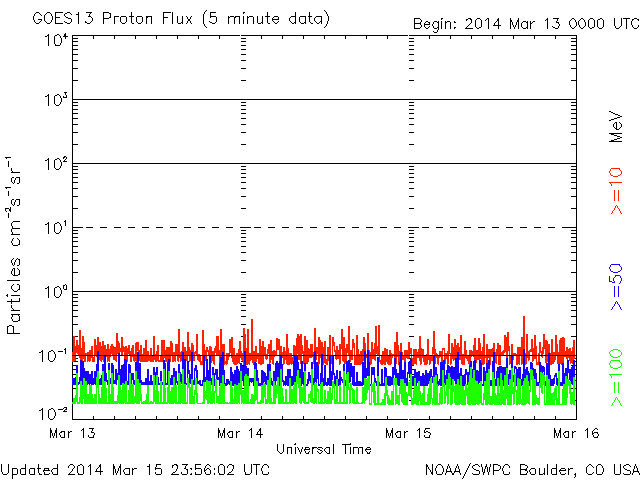 GOES13 Proton Flux (5 minute data)
Begin: 2014 Mar 13 0000 UTC
10⁴
10³
10²
10¹
10⁰
10⁻¹
10⁻²
Particles cm⁻²s⁻¹sr⁻¹
MeV
>=10
>=50
>=100
Mar 13
Mar 14
Mar 15
Mar 16
Universal Time
Updated 2014 Mar 15 23:56:02 UTC
NOAA/SWPC Boulder, CO USA